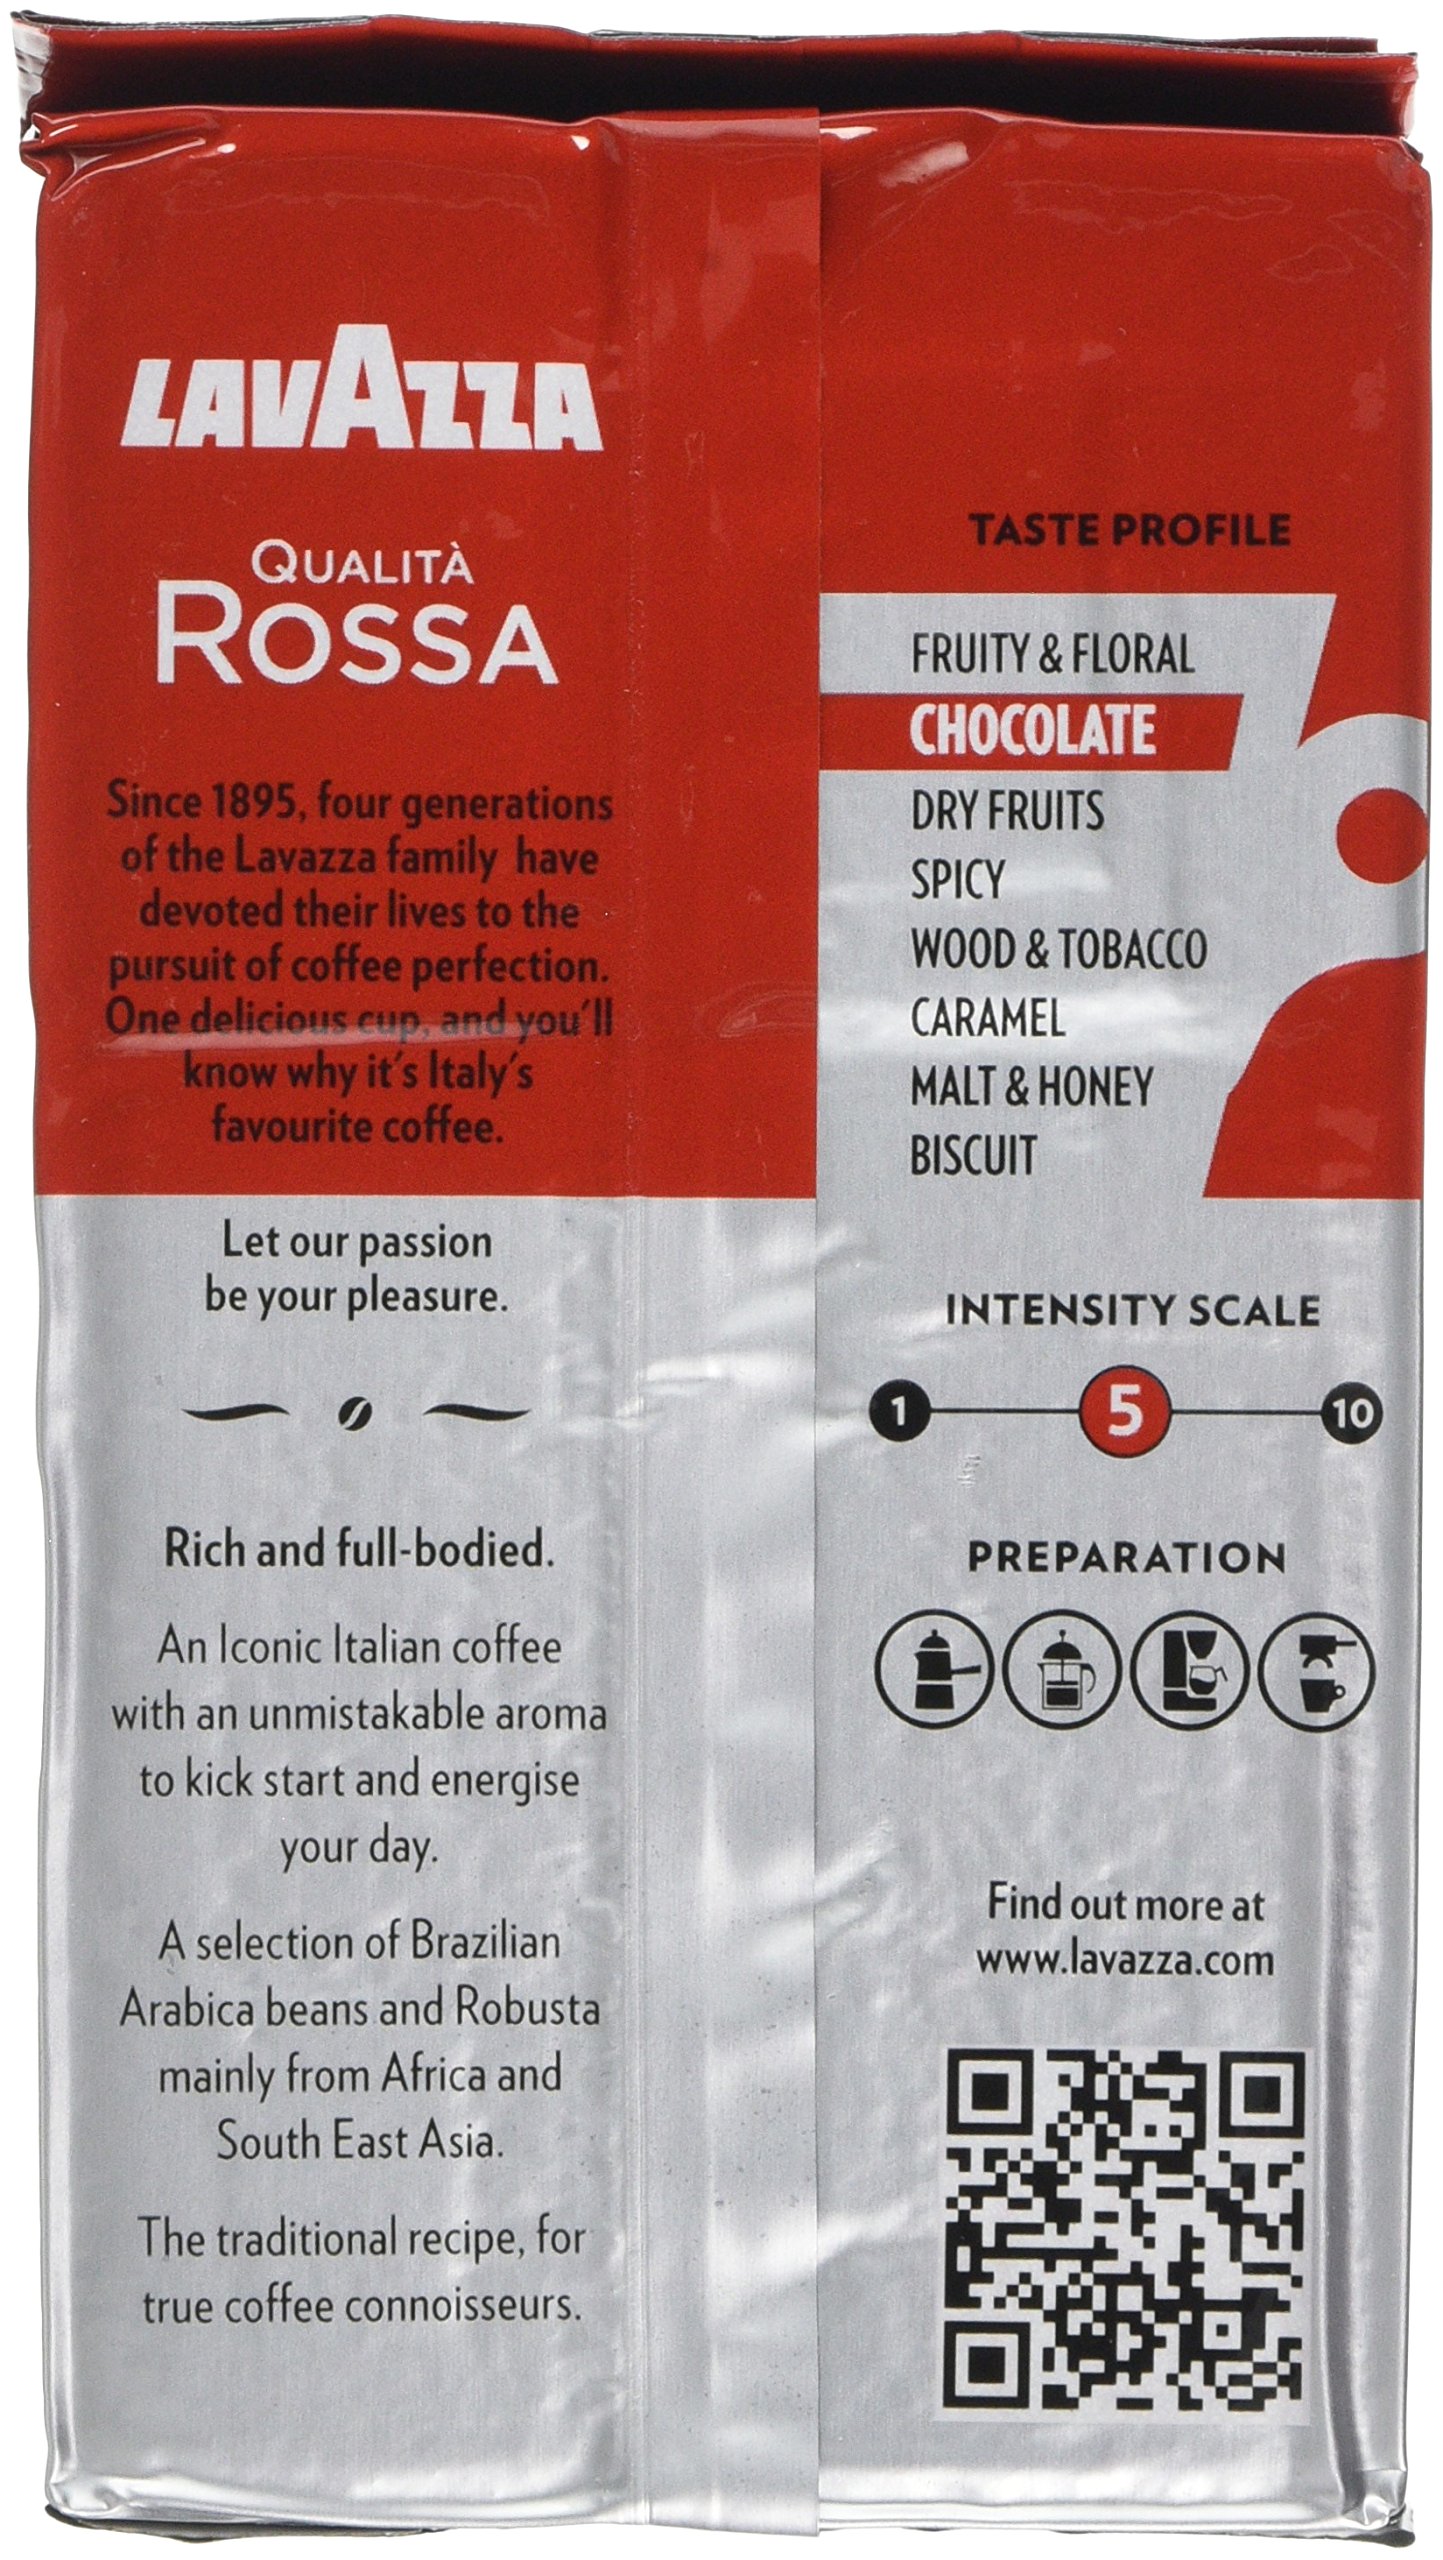 LAVAZZA
QUALITÀ
ROSSA
Since 1895, four generations
of the Lavazza family have
devoted their lives to the
pursuit of coffee perfection.
One delicious cup, and you'll
know why it's Italy's
favourite coffee.
Let our passion
be your pleasure.
Rich and full-bodied.
An Iconic Italian coffee
with an unmistakable aroma
to kick start and energise
your day.
A selection of Brazilian
Arabica beans and Robusta
mainly from Africa and
South East Asia.
The traditional recipe, for
true coffee connoisseurs.
TASTE PROFILE
FRUITY & FLORAL
CHOCOLATE
DRY FRUITS
SPICY
WOOD & TOBACCO
CARAMEL
MALT & HONEY
BISCUIT
INTENSITY SCALE
1 5 10
PREPARATION
Find out more at
www.lavazza.com